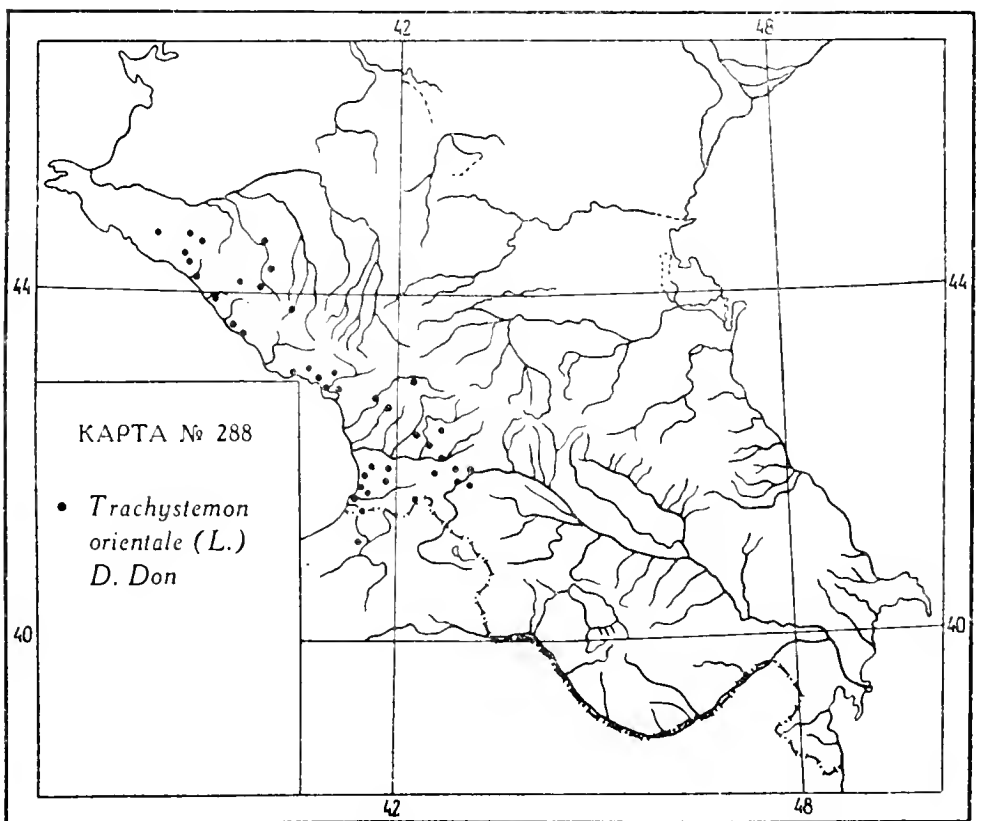 42 48
44 44
КАРТА № 288
• Trachystemon
orientale (L.)
D. Don
40 40
42 48